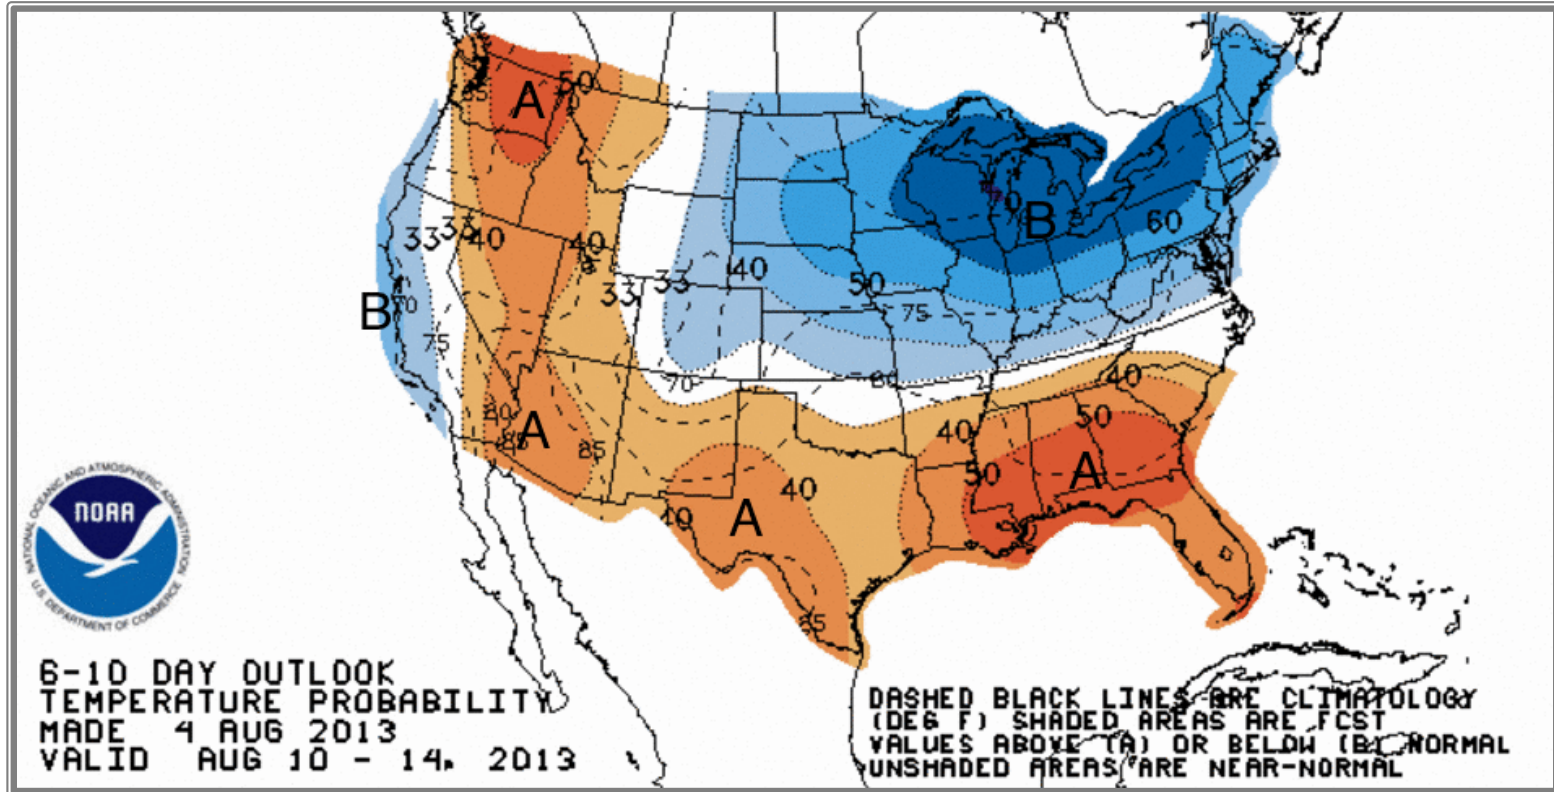 A
50
33
33
40
40
33
33
40
B
70
75
B
60
50
75
70
80
A
80
85
85
40
50
40
50
A
40
A
40
85
NATIONAL OCEANIC AND ATMOSPHERIC ADMINISTRATION
NOAA
U.S. DEPARTMENT OF COMMERCE
6-10 DAY OUTLOOK
TEMPERATURE PROBABILITY
MADE 4 AUG 2013
VALID AUG 10 - 14, 2013
DASHED BLACK LINES ARE CLIMATOLOGY
(DEG F) SHADED AREAS ARE FCST
VALUES ABOVE (A) OR BELOW (B) NORMAL
UNSHADED AREAS ARE NEAR-NORMAL